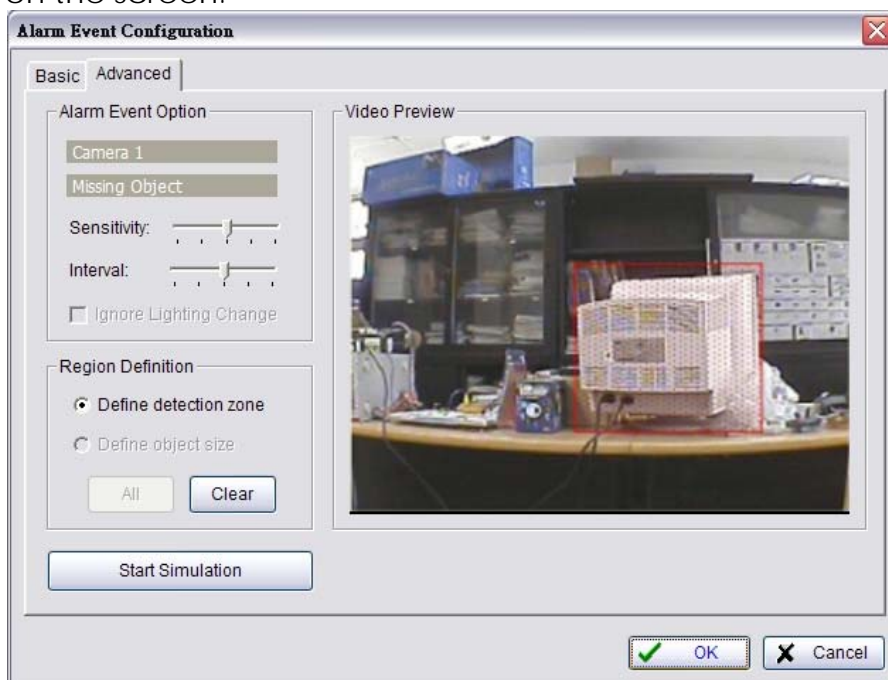 on the screen.
Alarm Event Configuration
Basic
Advanced
Alarm Event Option
Camera 1
Missing Object
Sensitivity:
Interval:
Ignore Lighting Change
Region Definition
Define detection zone
Define object size
All
Clear
Start Simulation
Video Preview
OK
Cancel